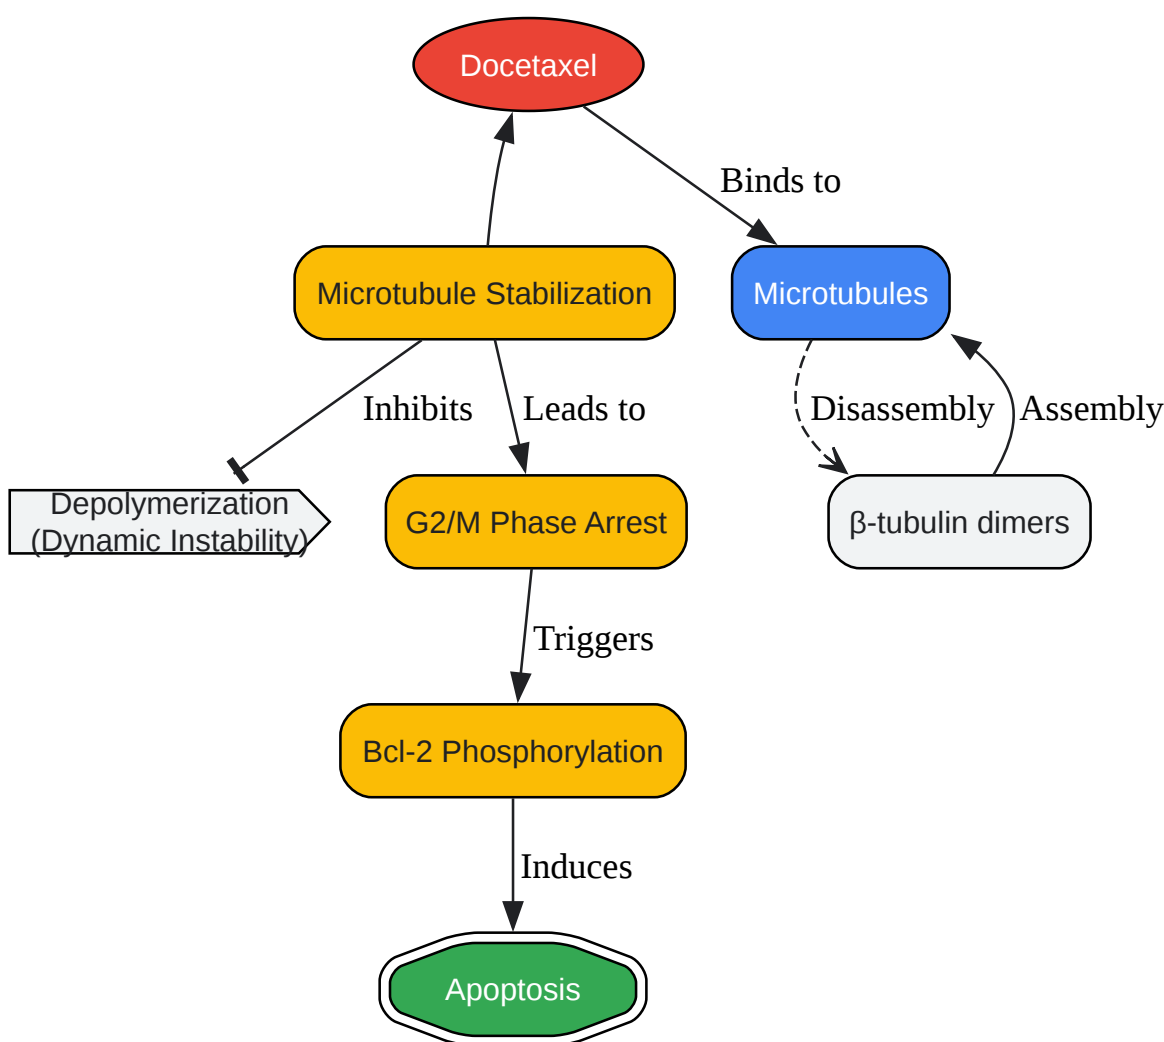 Docetaxel
Binds to
Microtubule Stabilization
Microtubules
Inhibits
Leads to
Disassembly
Assembly
Depolymerization
(Dynamic Instability)
G2/M Phase Arrest
β-tubulin dimers
Triggers
Bcl-2 Phosphorylation
Induces
Apoptosis